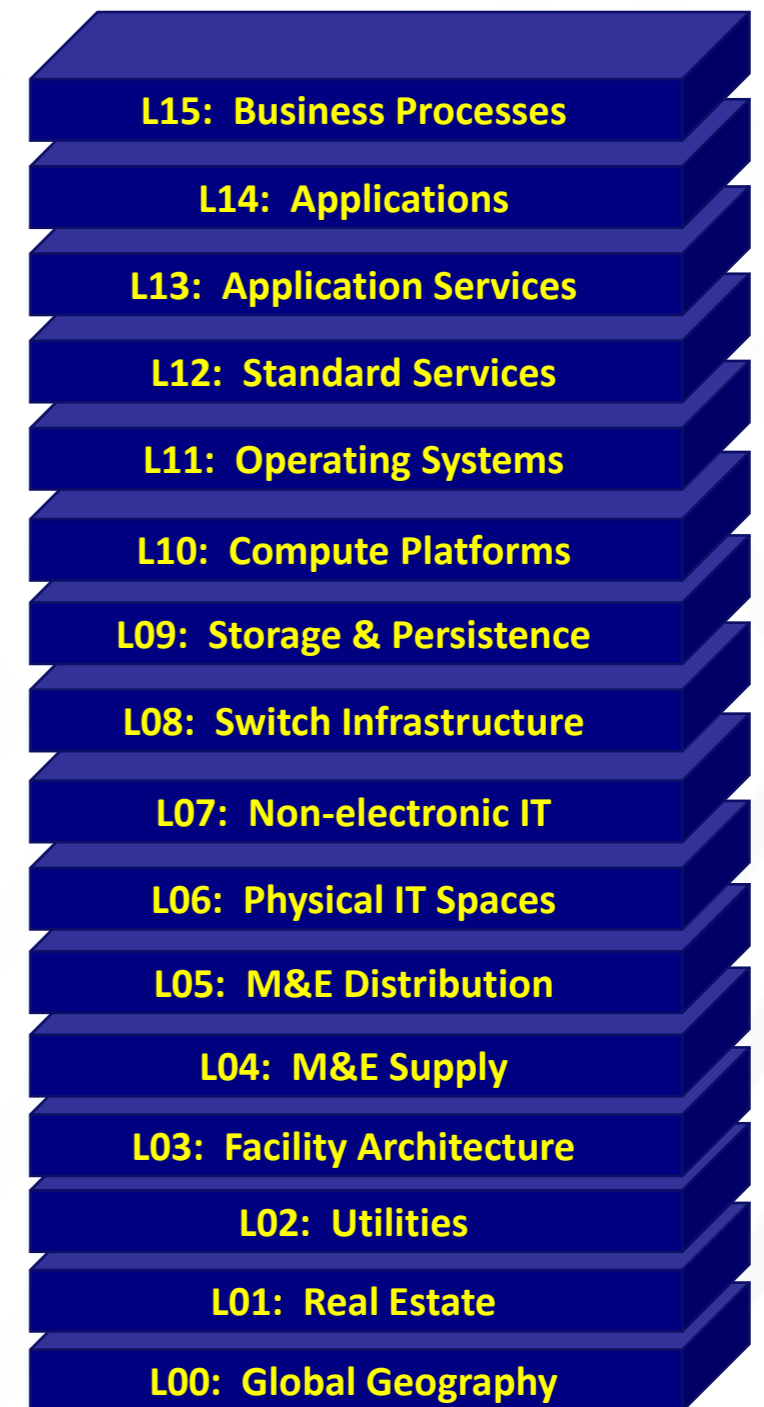 L15: Business Processes
L14: Applications
L13: Application Services
L12: Standard Services
L11: Operating Systems
L10: Compute Platforms
L09: Storage & Persistence
L08: Switch Infrastructure
L07: Non-electronic IT
L06: Physical IT Spaces
L05: M&E Distribution
L04: M&E Supply
L03: Facility Architecture
L02: Utilities
L01: Real Estate
L00: Global Geography